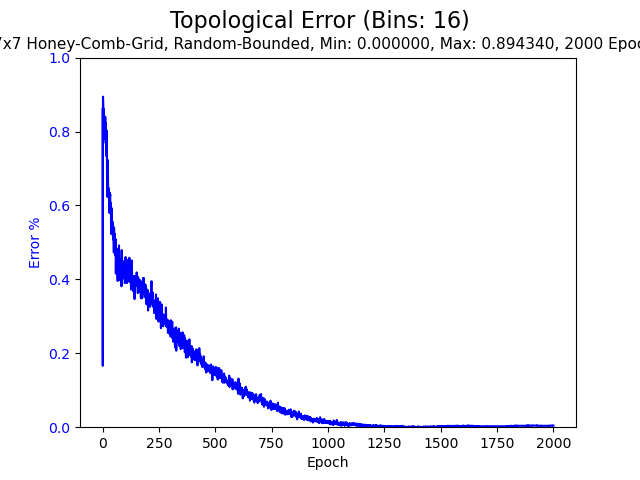 Topological Error (Bins: 16)
7x7 Honey-Comb-Grid, Random-Bounded, Min: 0.000000, Max: 0.894340, 2000 Epoc
1.0
0.8
0.6
0.4
0.2
0.0
Error %
0 250 500 750 1000 1250 1500 1750 2000
Epoch